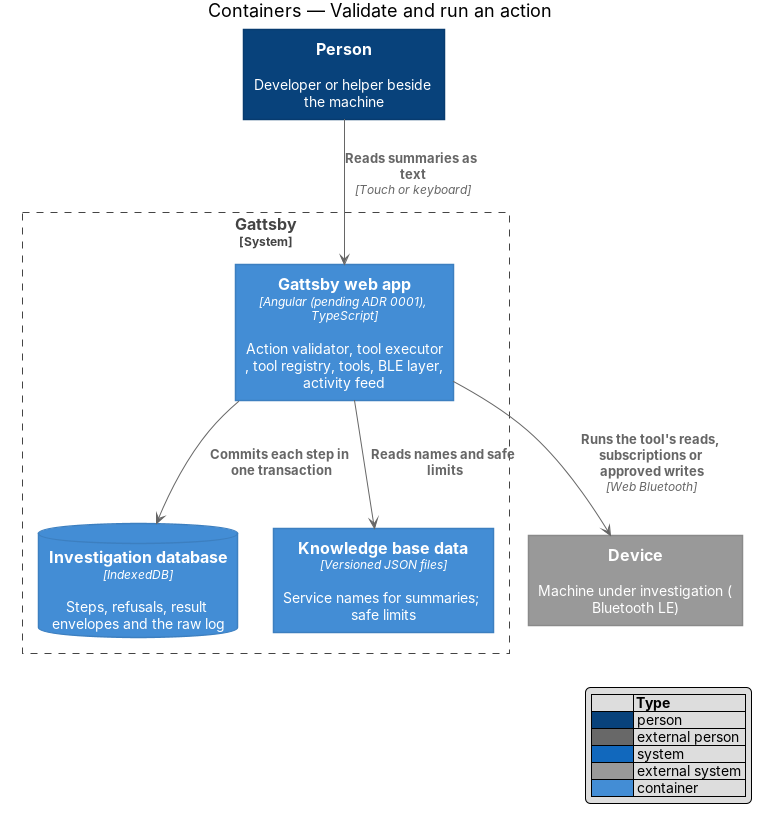 Containers — Validate and run an action
Person
Developer or helper beside
the machine
Reads summaries as
text
[Touch or keyboard]
Gattsby
[System]
Gattsby web app
[Angular (pending ADR 0001),
TypeScript]
Action validator, tool executor
, tool registry, tools, BLE layer,
activity feed
Commits each step in
one transaction
Reads names and safe
limits
Runs the tool's reads,
subscriptions or
approved writes
[Web Bluetooth]
Investigation database
[IndexedDB]
Steps, refusals, result
envelopes and the raw log
Knowledge base data
[Versioned JSON files]
Service names for summaries;
safe limits
Device
Machine under investigation (
Bluetooth LE)
Type
person
external person
system
external system
container